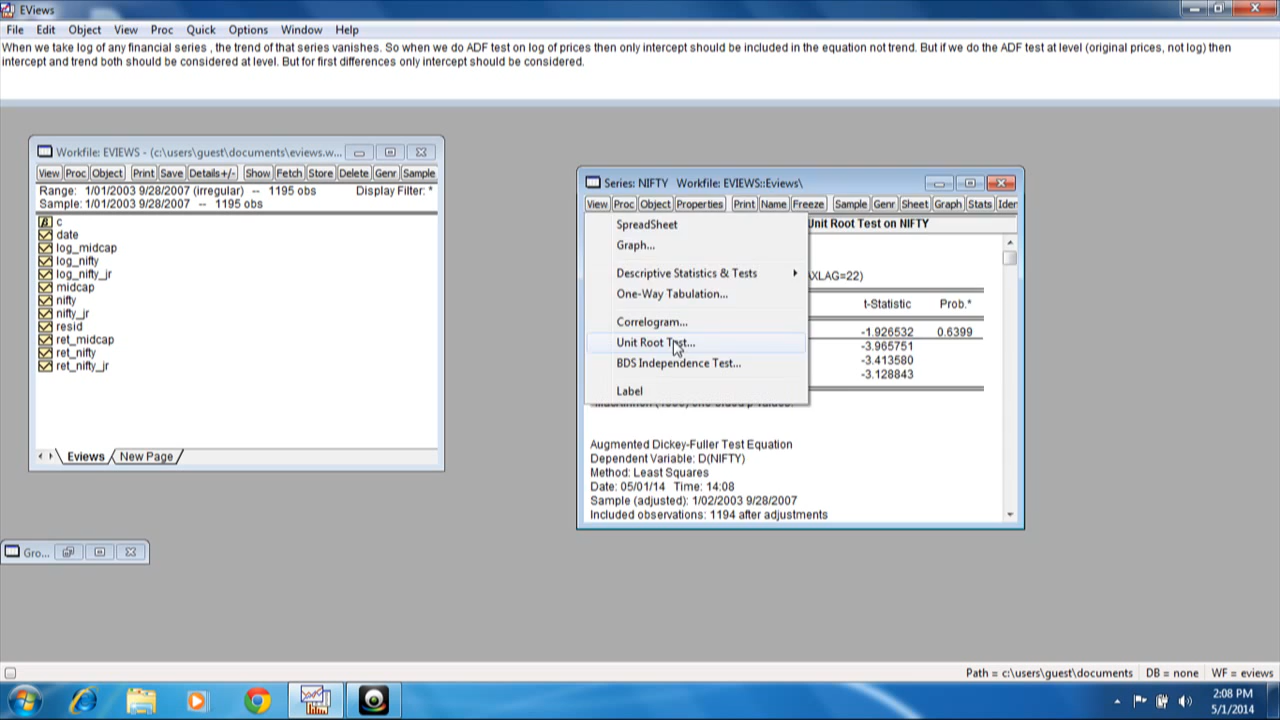 EViews
File Edit Object View Proc Quick Options Window Help
When we take log of any financial series , the trend of that series vanishes. So when we do ADF test on log of prices then only intercept should be included in the equation not trend. But if we do the ADF test at level (original prices, not log) then
intercept and trend both should be considered at level. But for first differences only intercept should be considered.
Workfile: EVIEWS - (c:\users\guest\documents\eviews.w...
View Proc Object Print Save Details+/- Show Fetch Store Delete Genr Sample
Range: 1/01/2003 9/28/2007 (irregular) -- 1195 obs Display Filter: *
Sample: 1/01/2003 9/28/2007 -- 1195 obs
c
date
log_midcap
log_nifty
log_nifty_jr
midcap
nifty
nifty_jr
resid
ret_midcap
ret_nifty
ret_nifty_jr
Eviews New Page
Series: NIFTY Workfile: EVIEWS::Eviews\
View Proc Object Properties Print Name Freeze Sample Genr Sheet Graph Stats Iden
Unit Root Test on NIFTY
SpreadSheet
Graph...
Descriptive Statistics & Tests
One-Way Tabulation...
Correlogram...
Unit Root Test...
BDS Independence Test...
Label
XLAG=22)
t-Statistic Prob.*
-1.926532 0.6399
-3.965751
-3.413580
-3.128843
Augmented Dickey-Fuller Test Equation
Dependent Variable: D(NIFTY)
Method: Least Squares
Date: 05/01/14 Time: 14:08
Sample (adjusted): 1/02/2003 9/28/2007
Included observations: 1194 after adjustments
Gro...
Path = c:\users\guest\documents DB = none WF = eviews
2:08 PM
5/1/2014